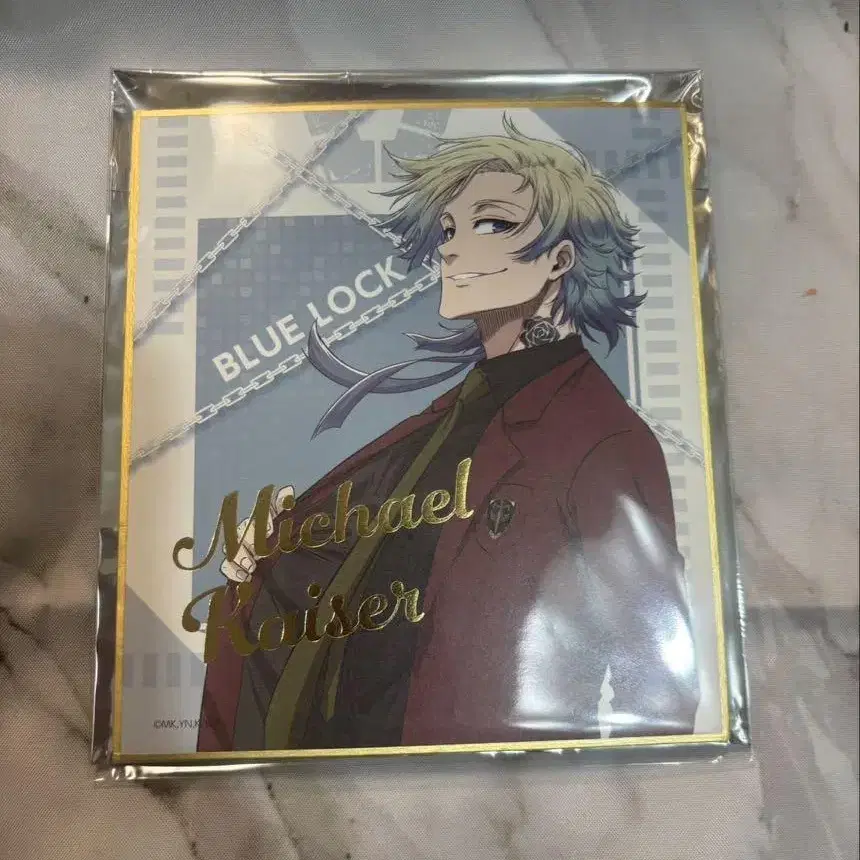 BLUE LOCK
Michael
Kaiser
©MK,YN,K